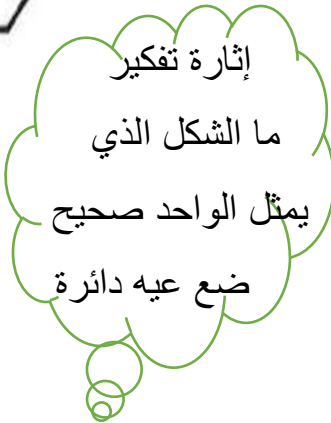 إثارة تفكير
ما الشكل الذي
يمثل الواحد صحيح
ضع عيه دائرة